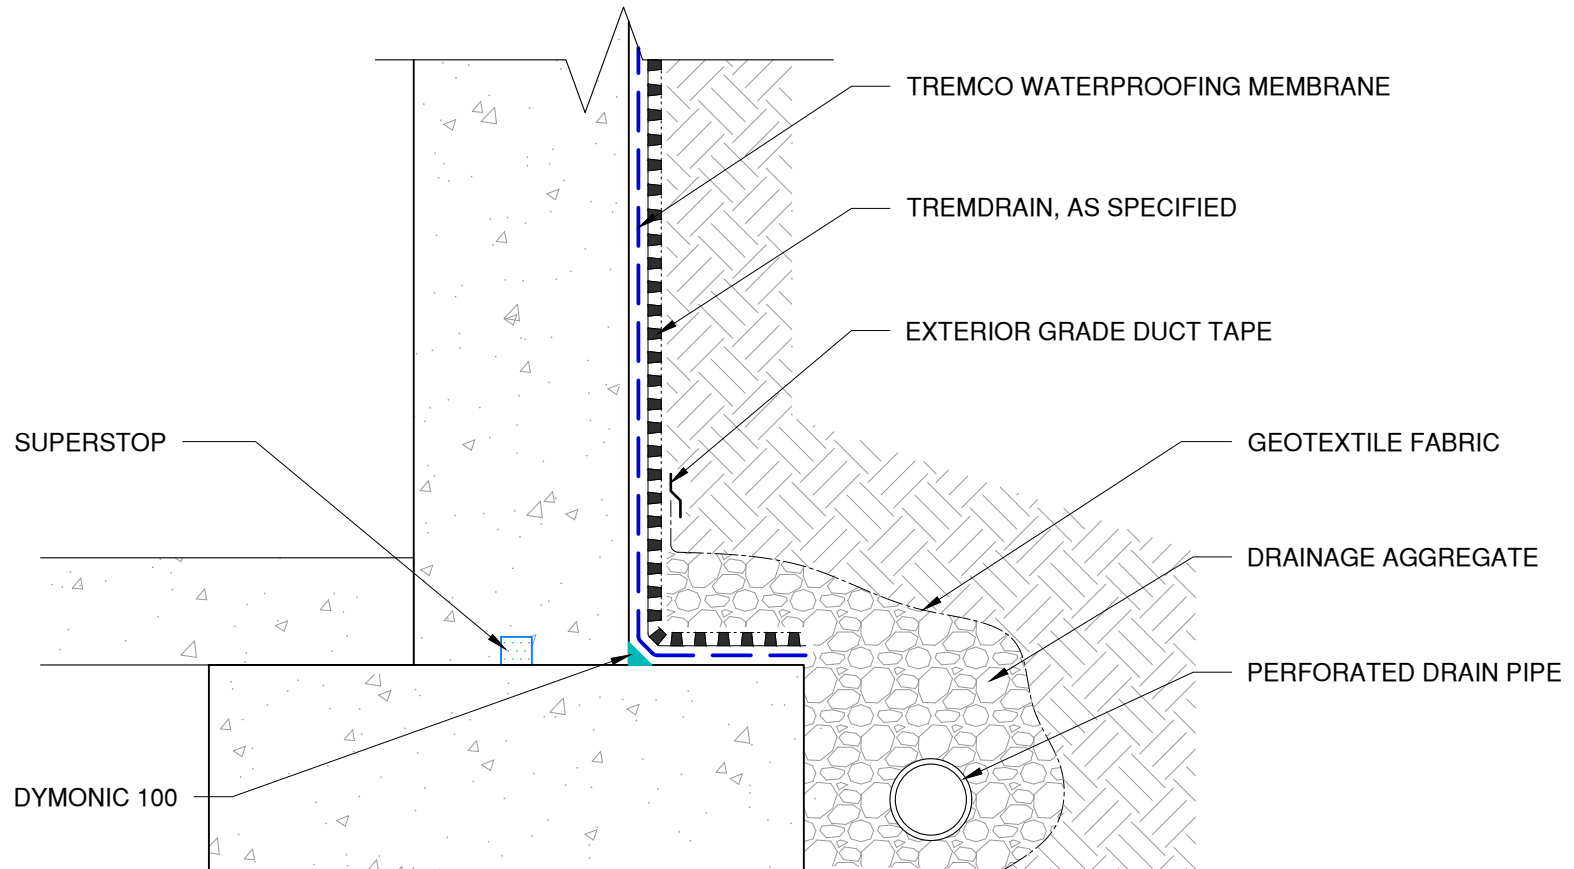 TREMCO WATERPROOFING MEMBRANE
TREMDRAIN, AS SPECIFIED
EXTERIOR GRADE DUCT TAPE
SUPERSTOP
GEOTEXTILE FABRIC
DRAINAGE AGGREGATE
PERFORATED DRAIN PIPE
DYMONIC 100